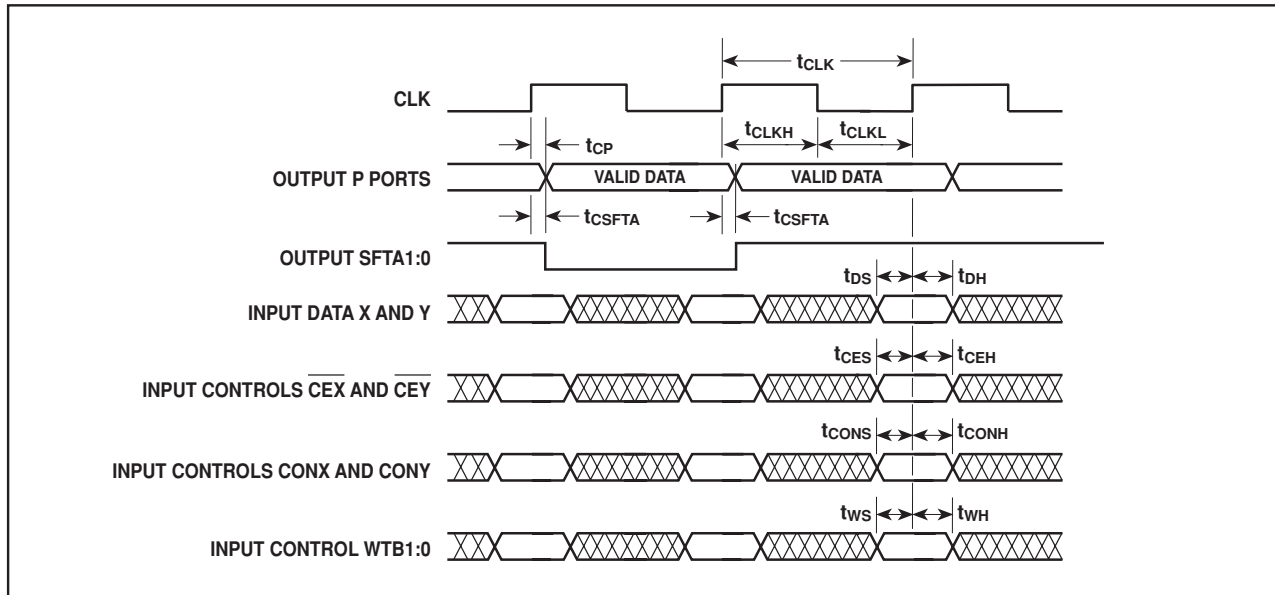 tCLK
CLK
tCLKH tCLKL
tCP
OUTPUT P PORTS VALID DATA VALID DATA
tCSFTA tCSFTA
OUTPUT SFTA1:0
tDS tDH
INPUT DATA X AND Y
tCES tCEH
INPUT CONTROLS CEX AND CEY
tCONS tCONH
INPUT CONTROLS CONX AND CONY
tWS tWH
INPUT CONTROL WTB1:0